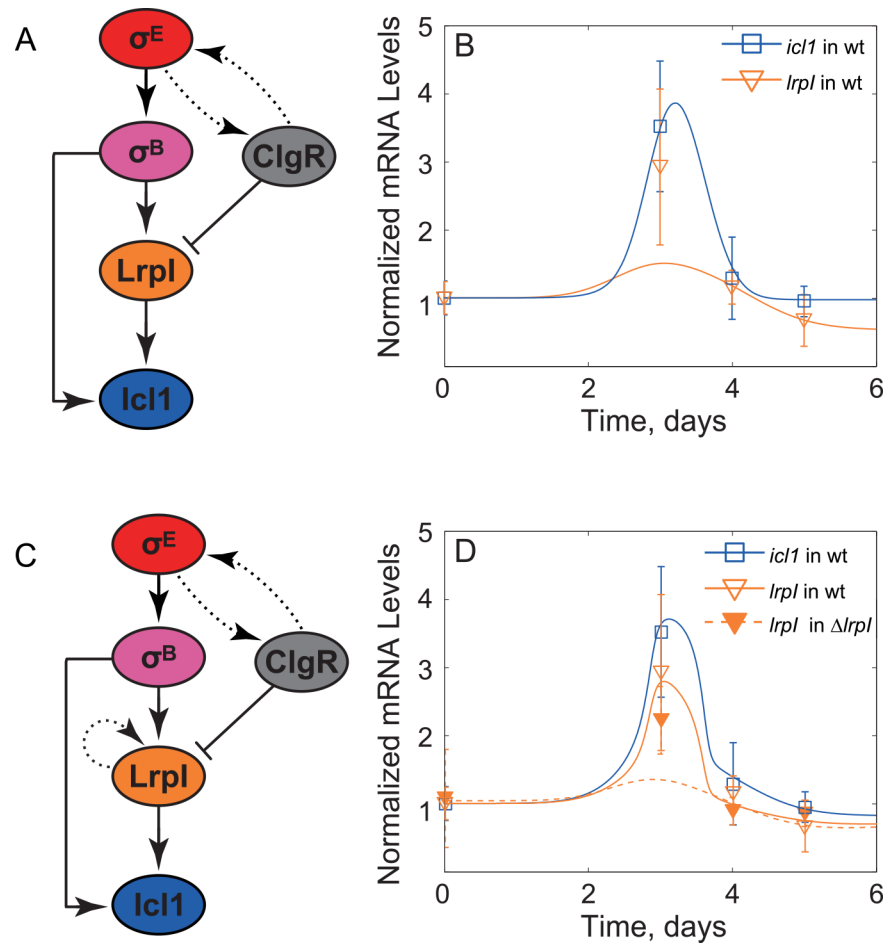 A
σE
σB
ClgR
LrpI
Icl1
B
Normalized mRNA Levels
5
4
3
2
1
0
2
4
6
Time, days
icl1 in wt
lrpI in wt
C
σE
σB
ClgR
LrpI
Icl1
D
Normalized mRNA Levels
5
4
3
2
1
0
2
4
6
Time, days
icl1 in wt
lrpI in wt
lrpI in ΔlrpI